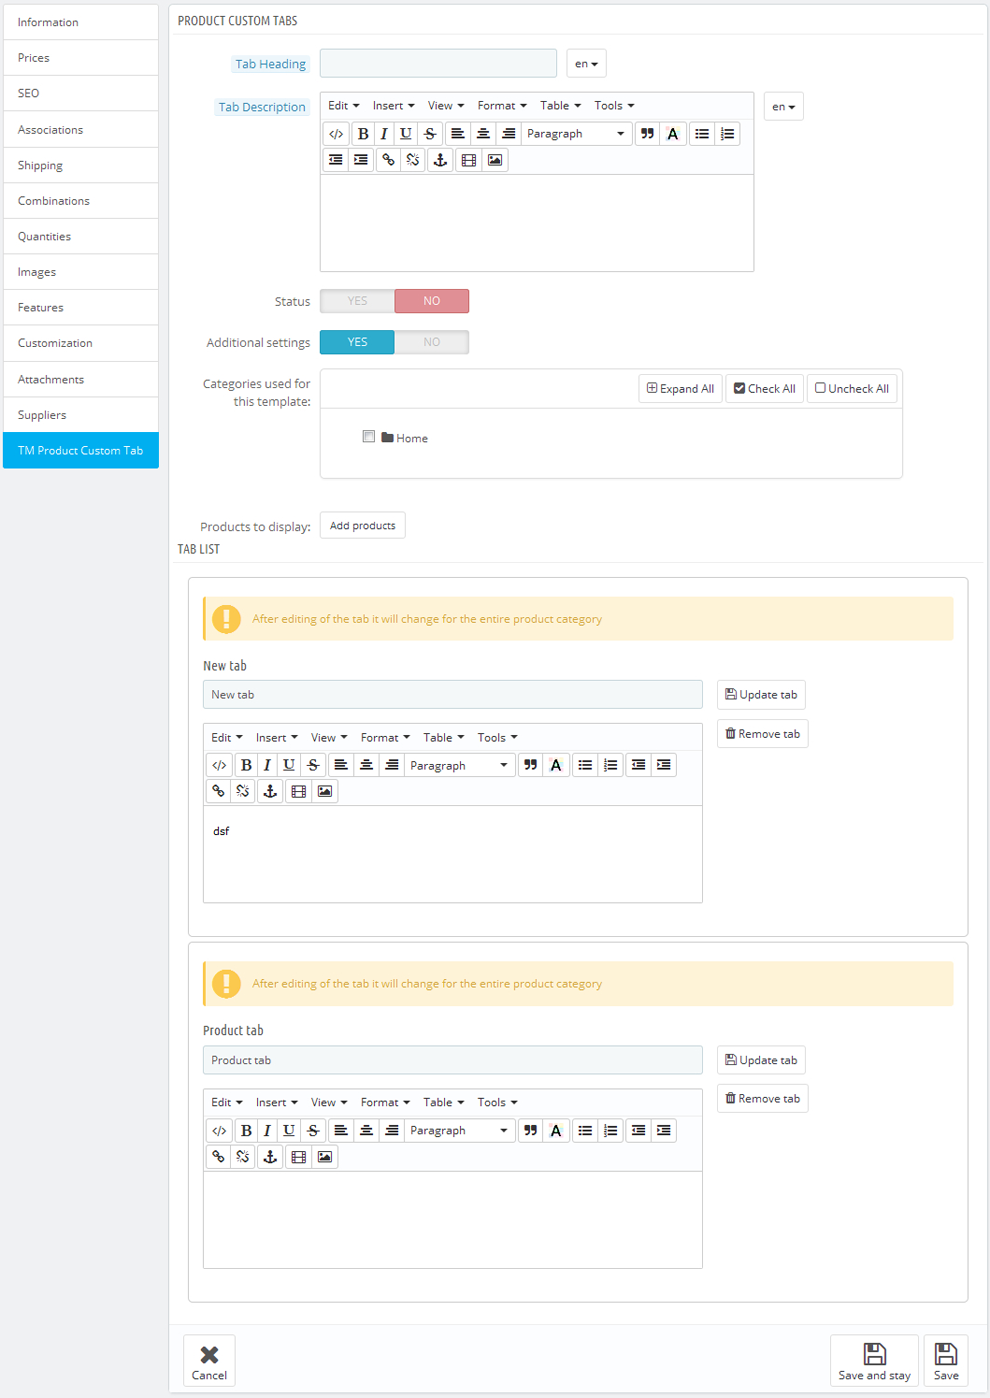 Information
Prices
SEO
Associations
Shipping
Combinations
Quantities
Images
Features
Customization
Attachments
Suppliers
TM Product Custom Tab
PRODUCT CUSTOM TABS
Tab Heading
en
Tab Description
Edit Insert View Format Table Tools
en
</> B I U S Paragraph A
Status YES NO
Additional settings YES NO
Categories used for
this template:
Expand All Check All Uncheck All
Home
Products to display: Add products
TAB LIST
After editing of the tab it will change for the entire product category
New tab
New tab
Update tab
Remove tab
Edit Insert View Format Table Tools
</> B I U S Paragraph A
dsf
After editing of the tab it will change for the entire product category
Product tab
Product tab
Update tab
Remove tab
Edit Insert View Format Table Tools
</> B I U S Paragraph A
Cancel
Save and stay
Save